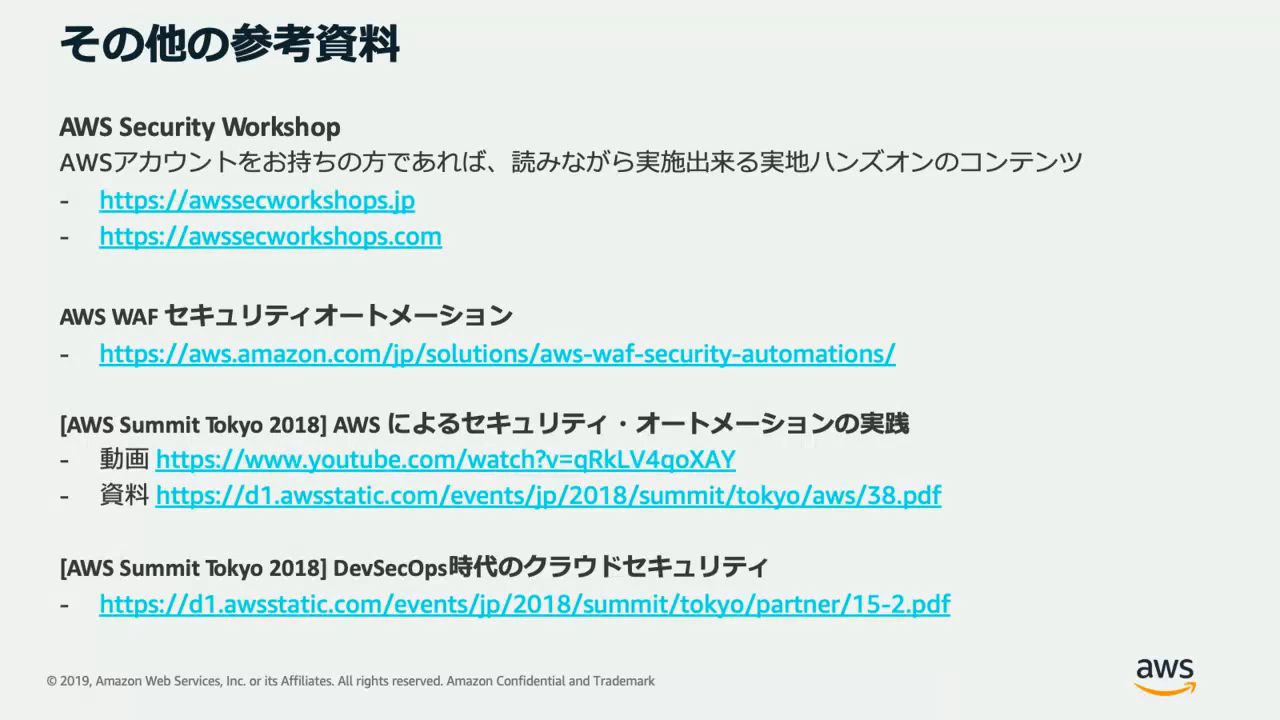 その他の参考資料
AWS Security Workshop
AWSアカウントをお持ちの方であれば、読みながら実施出来る実地ハンズオンのコンテンツ
- https://awssecworkshops.jp
- https://awssecworkshops.com
AWS WAF セキュリティオートメーション
- https://aws.amazon.com/jp/solutions/aws-waf-security-automations/
[AWS Summit Tokyo 2018] AWS によるセキュリティ・オートメーションの実践
- 動画 https://www.youtube.com/watch?v=qRkLV4qoXAY
- 資料 https://d1.awsstatic.com/events/jp/2018/summit/tokyo/aws/38.pdf
[AWS Summit Tokyo 2018] DevSecOps時代のクラウドセキュリティ
- https://d1.awsstatic.com/events/jp/2018/summit/tokyo/partner/15-2.pdf
© 2019, Amazon Web Services, Inc. or its Affiliates. All rights reserved. Amazon Confidential and Trademark
aws